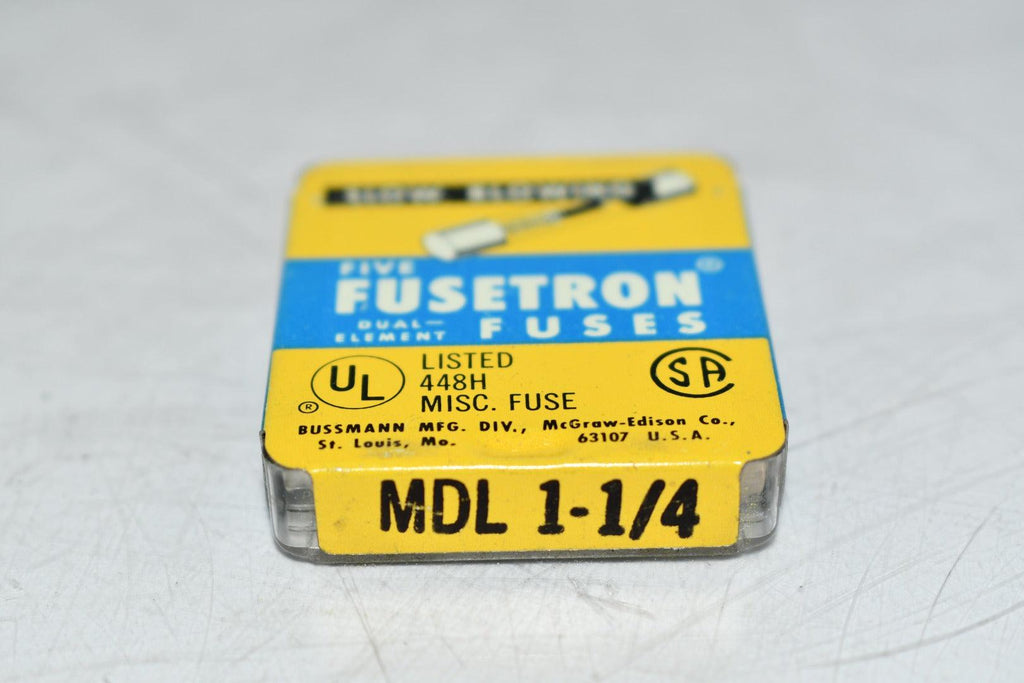 SLOW BLOWING
FIVE
FUSETRON ®
DUAL-
ELEMENT FUSES
UL ®
LISTED
448H
MISC. FUSE
SA
BUSSMANN MFG. DIV., McGraw-Edison Co.,
St. Louis, Mo. 63107 U.S.A.
MDL 1-1/4